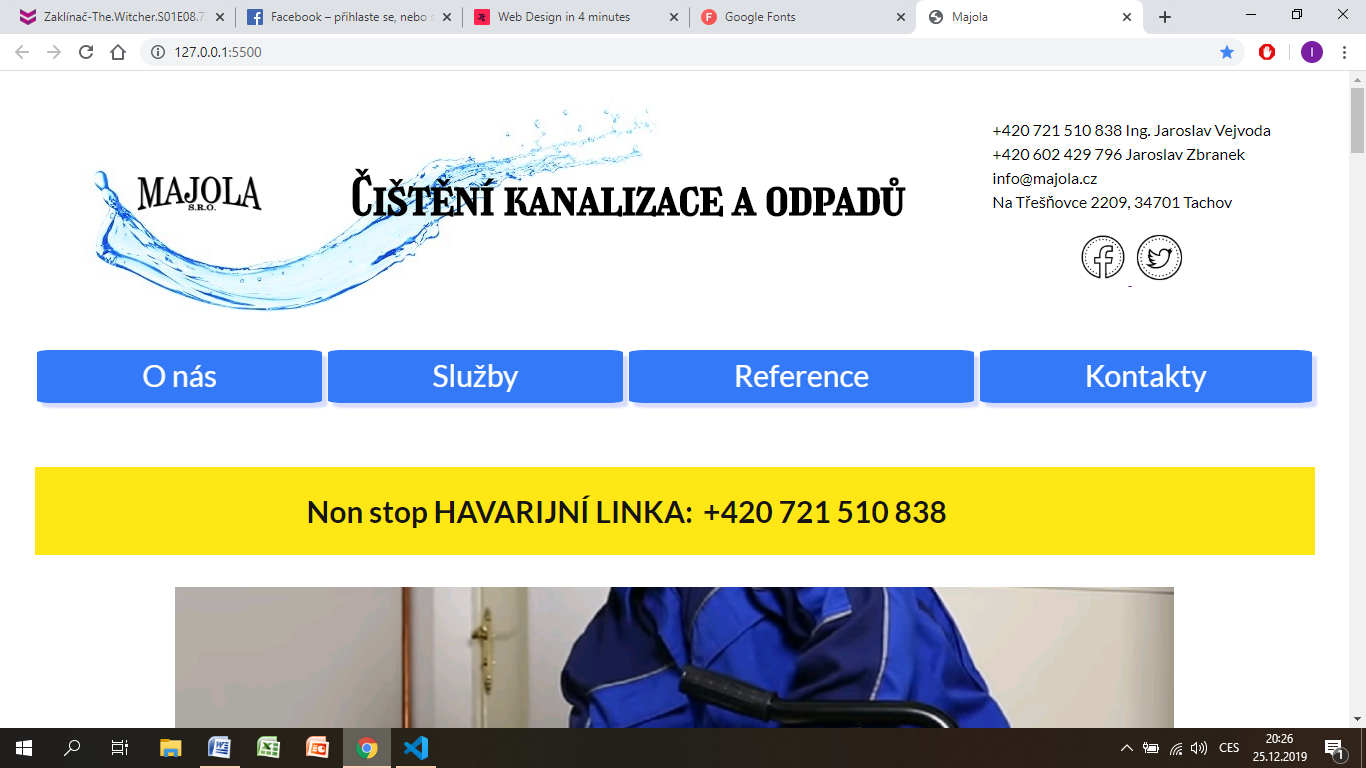 Zaklínač-The.Witcher.S01E08.7
Facebook – přihlaste se, nebo s
Web Design in 4 minutes
Google Fonts
Majola
127.0.0.1:5500
I
MAJOLA
S.R.O.
Čištění kanalizace a odpadů
+420 721 510 838 Ing. Jaroslav Vejvoda
+420 602 429 796 Jaroslav Zbranek
info@majola.cz
Na Třešňovce 2209, 34701 Tachov
O nás
Služby
Reference
Kontakty
Non stop HAVARIJNÍ LINKA: +420 721 510 838
CES
20:26
25.12.2019
1